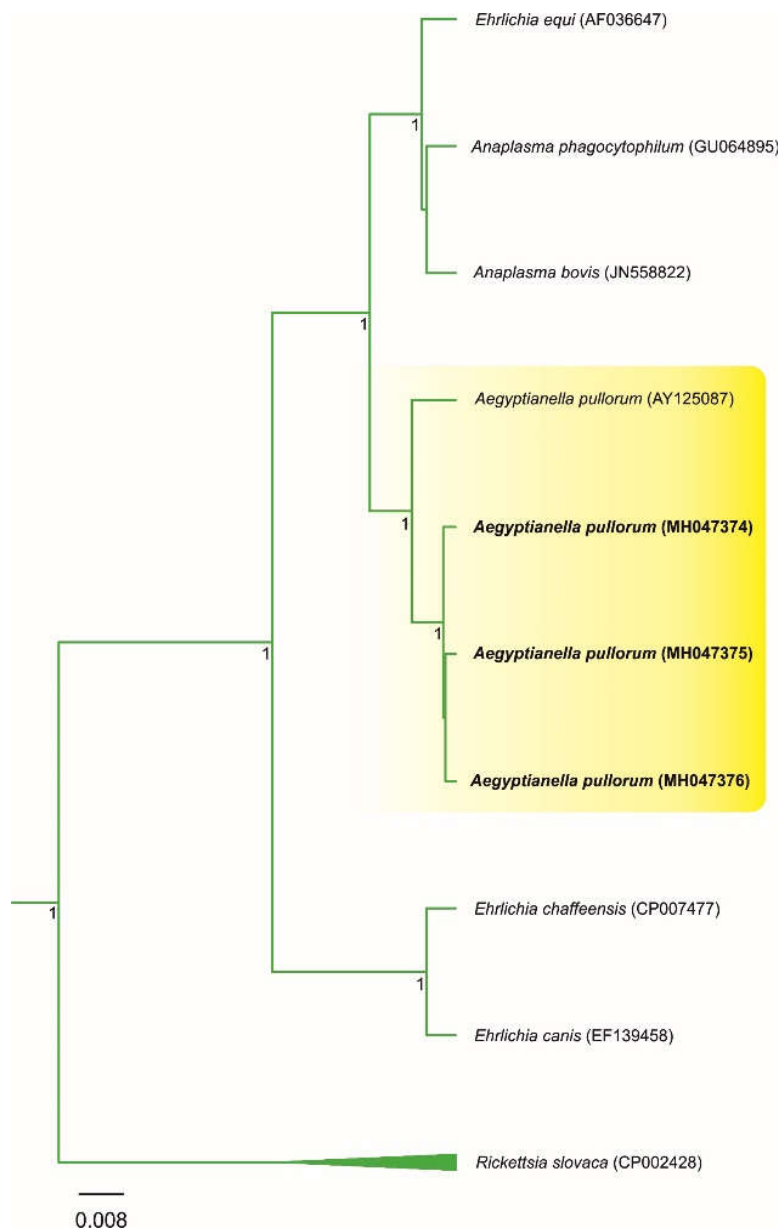 Ehrlichia equi (AF036647)
1
Anaplasma phagocytophilum (GU064895)
Anaplasma bovis (JN558822)
1
Aegyptianella pullorum (AY125087)
1
Aegyptianella pullorum (MH047374)
1
Aegyptianella pullorum (MH047375)
1
Aegyptianella pullorum (MH047376)
Ehrlichia chaffeensis (CP007477)
1
1
Ehrlichia canis (EF139458)
Rickettsia slovaca (CP002428)
0.008